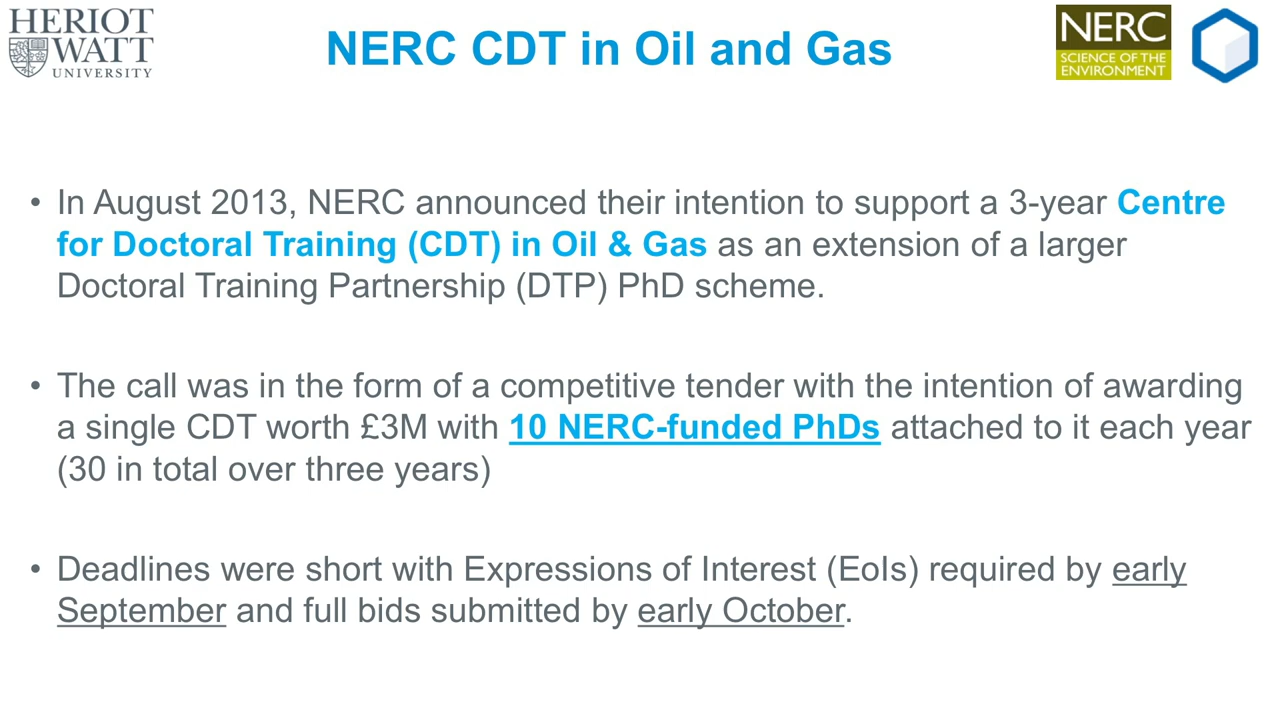 HERIOT
WATT
UNIVERSITY
NERC CDT in Oil and Gas
NERC
SCIENCE OF THE
ENVIRONMENT
• In August 2013, NERC announced their intention to support a 3-year Centre
for Doctoral Training (CDT) in Oil & Gas as an extension of a larger
Doctoral Training Partnership (DTP) PhD scheme.
• The call was in the form of a competitive tender with the intention of awarding
a single CDT worth £3M with 10 NERC-funded PhDs attached to it each year
(30 in total over three years)
• Deadlines were short with Expressions of Interest (EoIs) required by early
September and full bids submitted by early October.